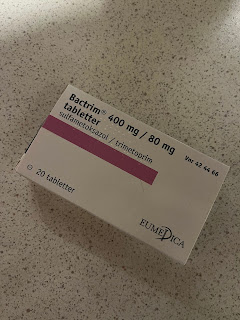 Bactrim® 400 mg / 80 mg
tabletter
sulfametoksazol / trimetoprim
Vnr 42 44 66
20 tabletter
EUMEDICA